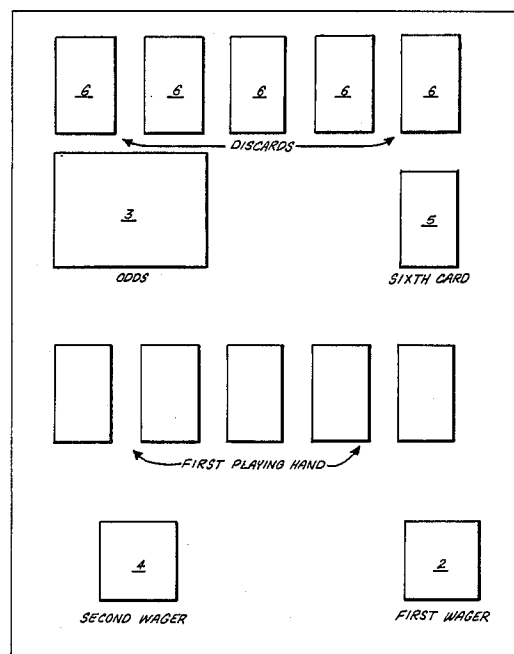 6 6 6 6 6
DISCARDS
3
5
ODDS
SIXTH CARD
FIRST PLAYING HAND
4 2
SECOND WAGER FIRST WAGER